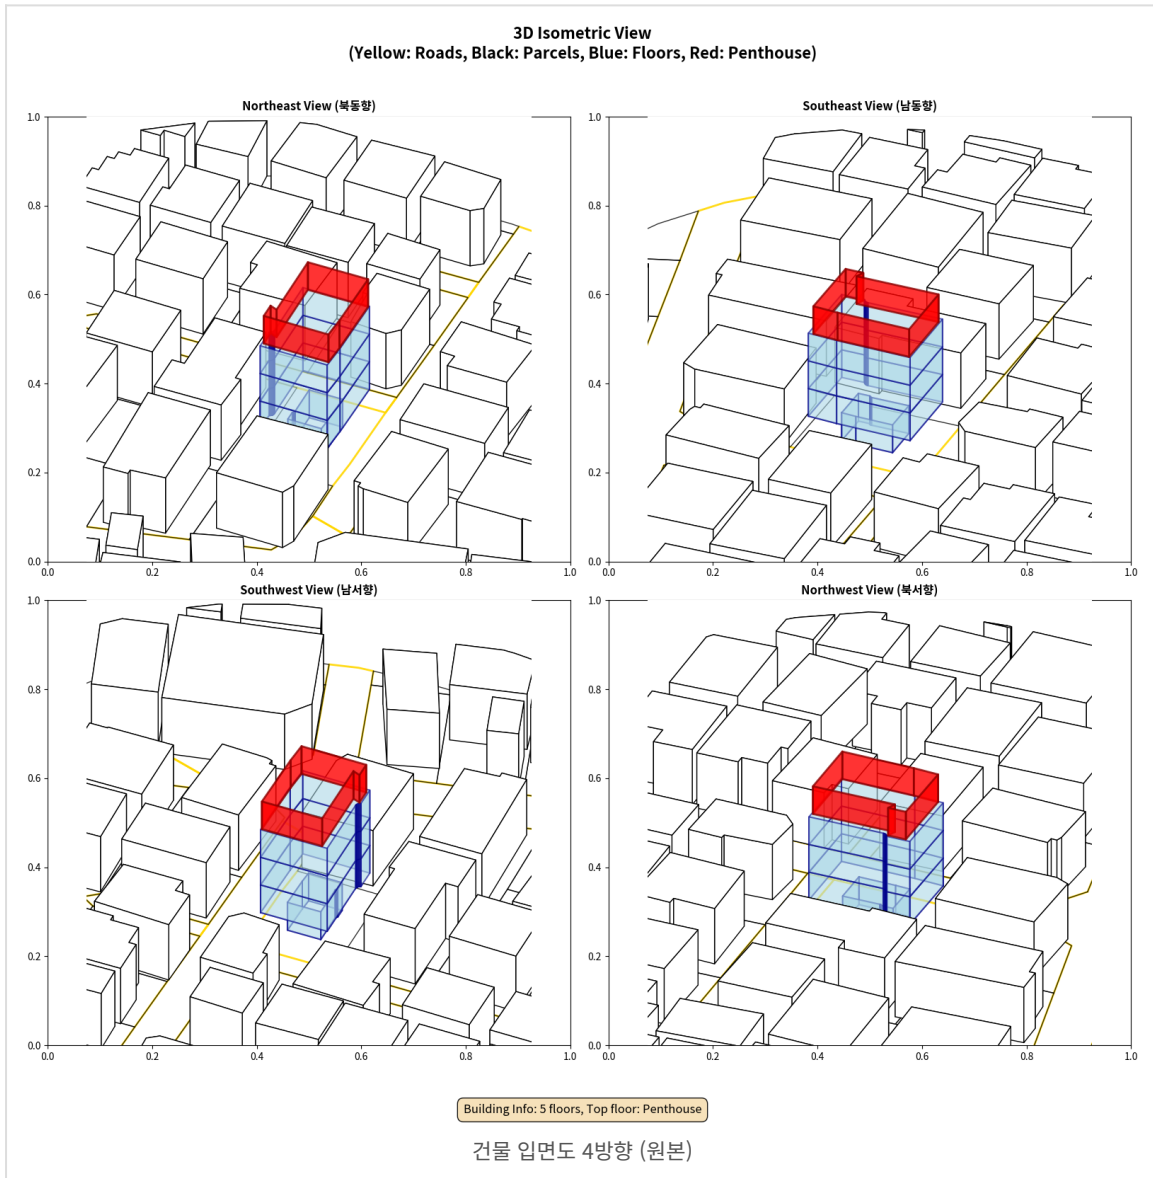 3D Isometric View
(Yellow: Roads, Black: Parcels, Blue: Floors, Red: Penthouse)
Northeast View (북동향)
1.0
0.8
0.6
0.4
0.2
0.0
0.0 0.2 0.4 0.6 0.8 1.0
Southeast View (남동향)
1.0
0.8
0.6
0.4
0.2
0.0
0.0 0.2 0.4 0.6 0.8 1.0
Southwest View (남서향)
1.0
0.8
0.6
0.4
0.2
0.0
0.0 0.2 0.4 0.6 0.8 1.0
Northwest View (북서향)
1.0
0.8
0.6
0.4
0.2
0.0
0.0 0.2 0.4 0.6 0.8 1.0
Building Info: 5 floors, Top floor: Penthouse
건물 입면도 4방향 (원본)